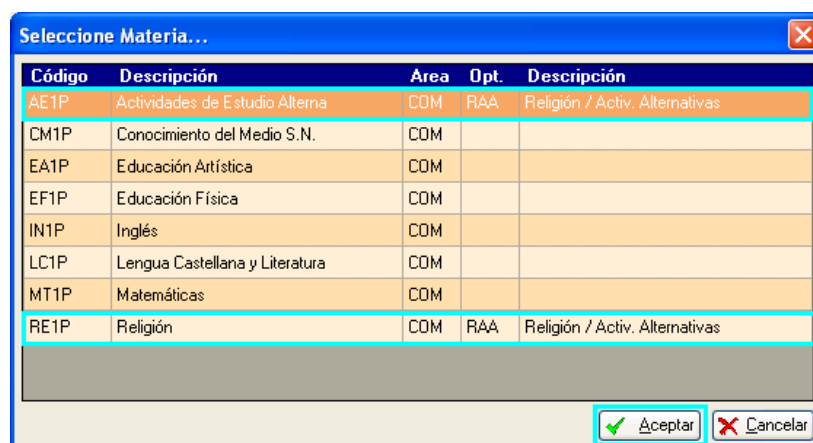 Seleccione Materia...
Código Descripción Area Opt. Descripción
AE1P Actividades de Estudio Alterna COM RAA Religión / Activ. Alternativas
CM1P Conocimiento del Medio S.N. COM
EA1P Educación Artística COM
EF1P Educación Física COM
IN1P Inglés COM
LC1P Lengua Castellana y Literatura COM
MT1P Matemáticas COM
RE1P Religión COM RAA Religión / Activ. Alternativas
Aceptar Cancelar